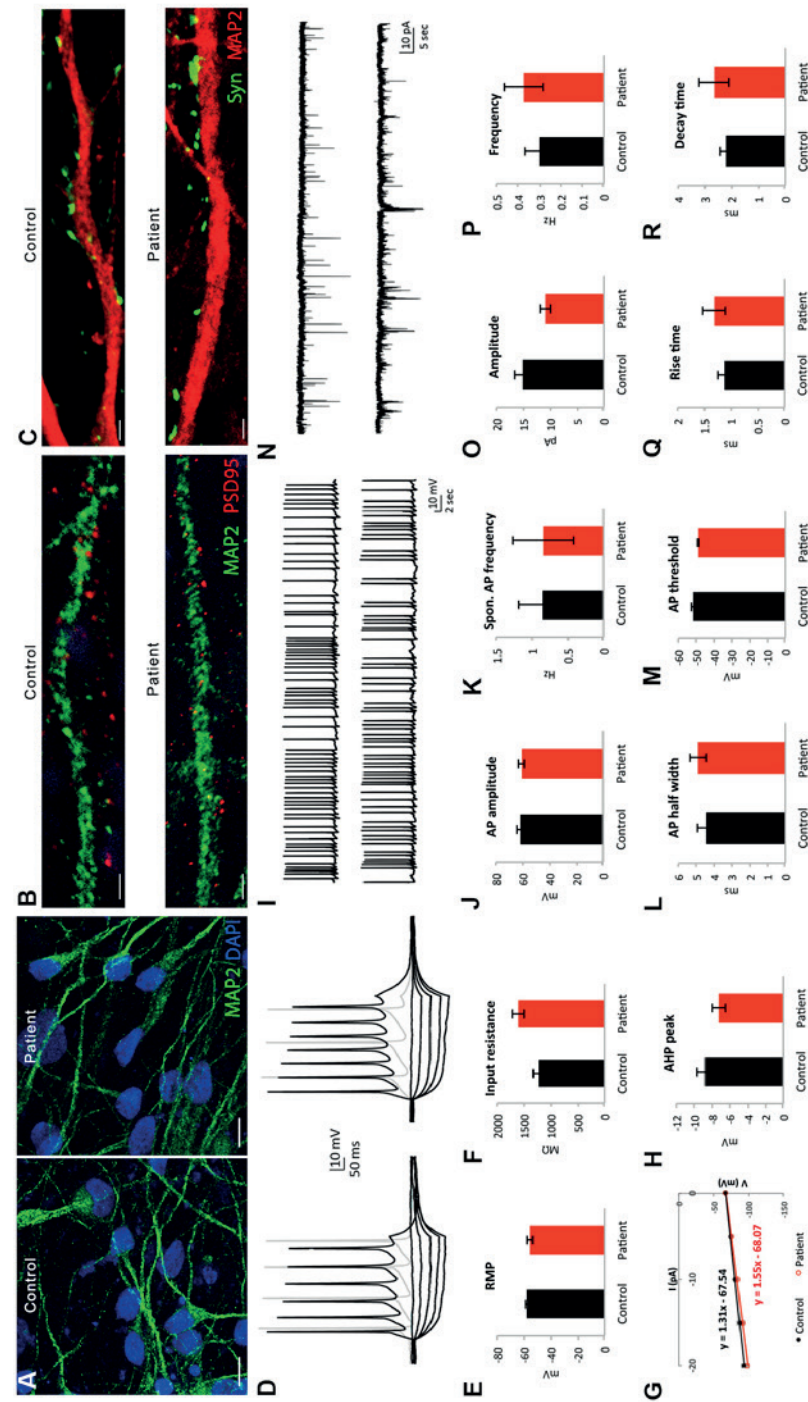 A
Control
Patient
MAP2/DAPI
B
Control
Patient
MAP2 PSD95
C
Control
Patient
Syn MAP2
D
10 mV
50 ms
I
10 mV
2 sec
N
10 pA
5 sec
E
RMP
-80
-60
-40
-20
0
mV
Control
Patient
F
Input resistance
2000
1500
1000
500
0
MΩ
Control
Patient
J
AP amplitude
80
60
40
20
0
mV
Control
Patient
K
Spon. AP frequency
1.5
1
0.5
0
Hz
Control
Patient
O
Amplitude
20
15
10
5
0
pA
Control
Patient
P
Frequency
0.5
0.4
0.3
0.2
0.1
0
Hz
Control
Patient
G
I (pA)
-20
-10
0
0
-50
-100
-150
V (mV)
y = 1.31x - 67.54
y = 1.55x - 68.07
Control
Patient
H
AHP peak
-12
-10
-8
-6
-4
-2
0
mV
Control
Patient
L
AP half width
6
5
4
3
2
1
0
ms
Control
Patient
M
AP threshold
-60
-50
-40
-30
-20
-10
0
mV
Control
Patient
Q
Rise time
2
1.5
1
0.5
0
ms
Control
Patient
R
Decay time
4
3
2
1
0
ms
Control
Patient